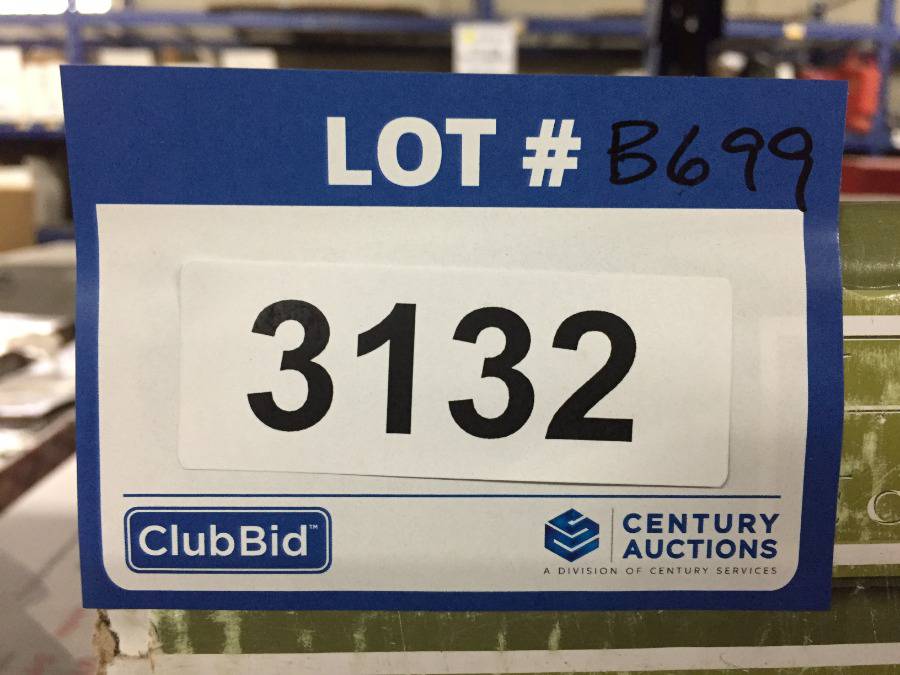 LOT # B699
3132
ClubBid™
CENTURY
AUCTIONS
A DIVISION OF CENTURY SERVICES